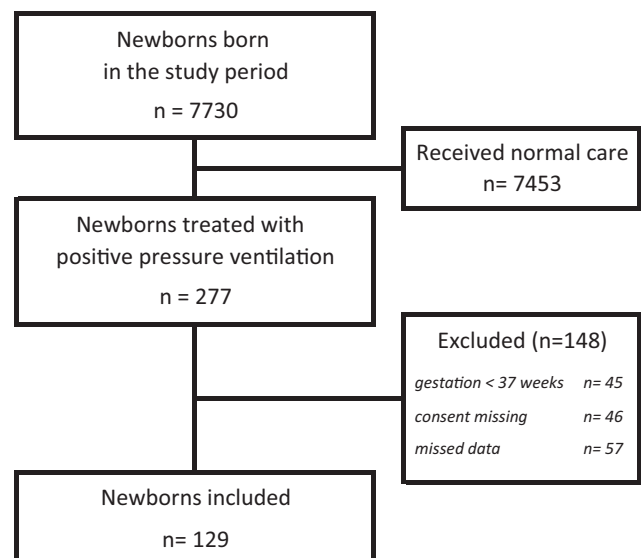 Newborns born
in the study period
n = 7730
Received normal care
n= 7453
Newborns treated with
positive pressure ventilation
n = 277
Excluded (n=148)
gestation < 37 weeks n= 45
consent missing n= 46
missed data n= 57
Newborns included
n= 129